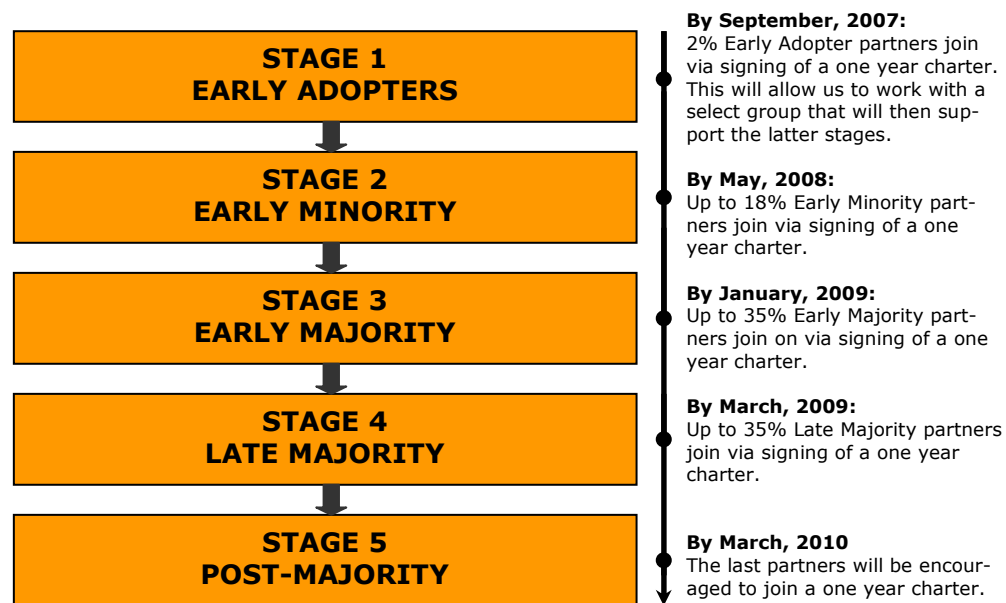 STAGE 1
EARLY ADOPTERS
By September, 2007:
2% Early Adopter partners join
via signing of a one year charter.
This will allow us to work with a
select group that will then sup-
port the latter stages.
STAGE 2
EARLY MINORITY
By May, 2008:
Up to 18% Early Minority part-
ners join via signing of a one
year charter.
STAGE 3
EARLY MAJORITY
By January, 2009:
Up to 35% Early Majority part-
ners join on via signing of a one
year charter.
STAGE 4
LATE MAJORITY
By March, 2009:
Up to 35% Late Majority partners
join via signing of a one year
charter.
STAGE 5
POST-MAJORITY
By March, 2010
The last partners will be encour-
aged to join a one year charter.